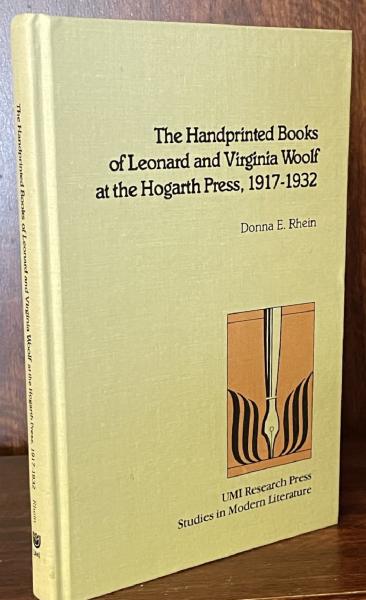 The Handprinted Books
of Leonard and Virginia Woolf
at the Hogarth Press, 1917-1932
Donna E. Rhein
UMI Research Press
Studies in Modern Literature
The Handprinted Books of Leonard and Virginia Woolf at the Hogarth Press, 1917-1932 Rhein UMI